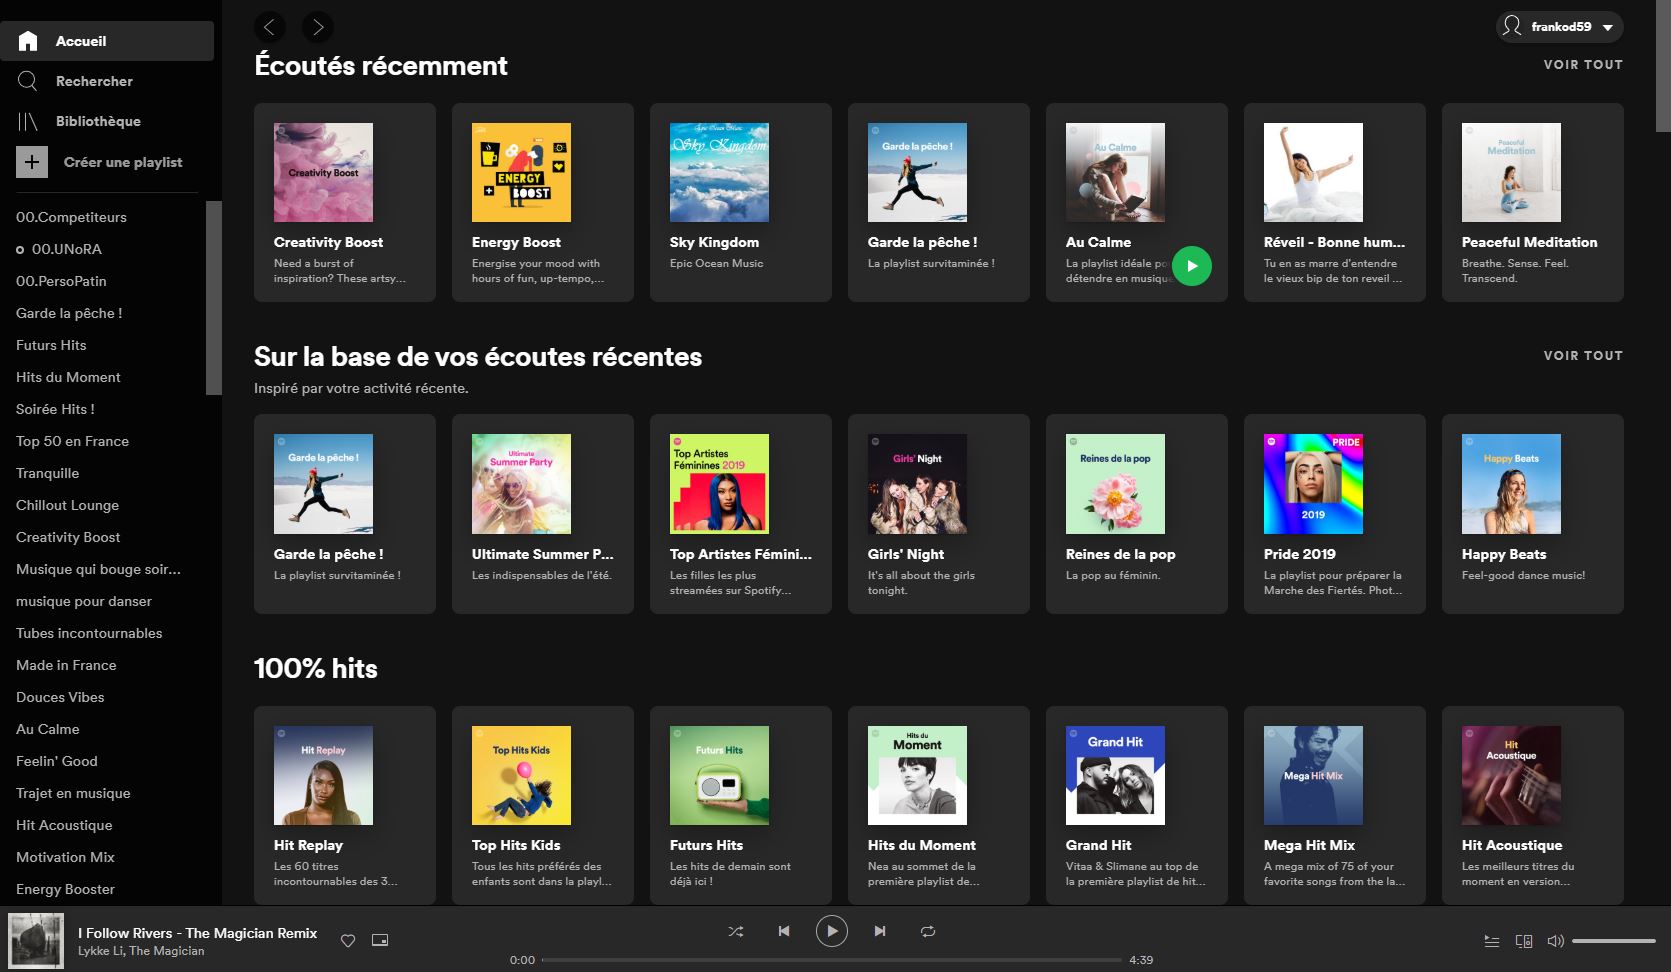 Accueil
Rechercher
Bibliothèque
Créer une playlist
00.Competiteurs
00.UNoRA
00.PersoPatin
Garde la pêche !
Futurs Hits
Hits du Moment
Soirée Hits !
Top 50 en France
Tranquille
Chillout Lounge
Creativity Boost
Musique qui bouge soir...
musique pour danser
Tubes incontournables
Made in France
Douces Vibes
Au Calme
Feelin' Good
Trajet en musique
Hit Acoustique
Motivation Mix
Energy Booster
frankod59
Écoutés récemment
VOIR TOUT
Creativity Boost
Creativity Boost
Need a burst of
inspiration? These artsy...
ENERGY
BOOST
Energy Boost
Energise your mood with
hours of fun, up-tempo,...
Epic Ocean Music
Sky Kingdom
Sky Kingdom
Epic Ocean Music
Garde la pêche !
Garde la pêche !
La playlist survitaminée !
Au Calme
Au Calme
La playlist idéale po
détendre en musique
Réveil - Bonne hum...
Tu en as marre d'entendre
le vieux bip de ton reveil ...
Peaceful
Meditation
Peaceful Meditation
Breathe. Sense. Feel.
Transcend.
Sur la base de vos écoutes récentes
VOIR TOUT
Inspiré par votre activité récente.
Garde la pêche !
Garde la pêche !
La playlist survitaminée !
Ultimate
Summer Party
Ultimate Summer P...
Les indispensables de l'été.
Top Artistes
Féminines 2019
Top Artistes Fémini...
Les filles les plus
streamées sur Spotify...
Girls' Night
Girls' Night
It's all about the girls
tonight.
Reines de la pop
Reines de la pop
La pop au féminin.
PRIDE
2019
Pride 2019
La playlist pour préparer la
Marche des Fiertés. Phot...
Happy Beats
Happy Beats
Feel-good dance music!
100% hits
Hit Replay
Hit Replay
Les 60 titres
incontournables des 3...
Top Hits Kids
Top Hits Kids
Tous les hits préférés des
enfants sont dans la playl...
Futurs Hits
Futurs Hits
Les hits de demain sont
déjà ici !
Hits du
Moment
Hits du Moment
Nea au sommet de la
première playlist de...
Grand Hit
Grand Hit
Vitaa & Slimane au top de
la première playlist de hit...
Mega Hit Mix
Mega Hit Mix
A mega mix of 75 of your
favorite songs from the la...
Hit
Acoustique
Hit Acoustique
Les meilleurs titres du
moment en version...
I Follow Rivers - The Magician Remix
Lykke Li, The Magician
0:00
4:39